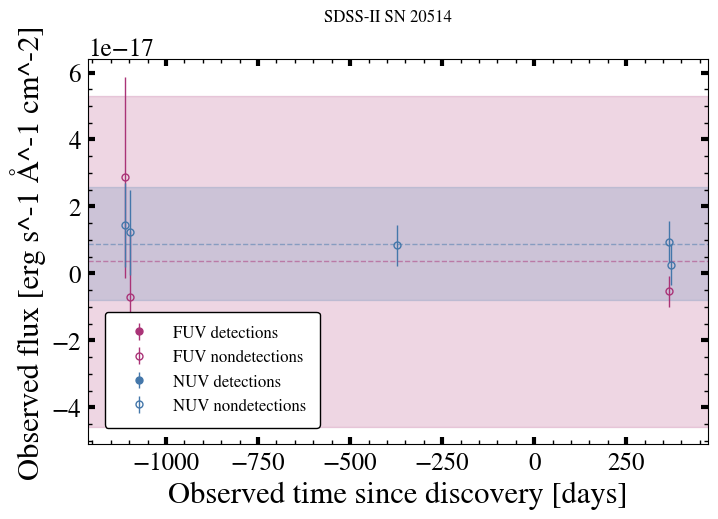 SDSS-II SN 20514
1e−17
6
4
2
0
−2
−4
Observed flux [erg s^-1 Å^-1 cm^-2]
FUV detections
FUV nondetections
NUV detections
NUV nondetections
−1000 −750 −500 −250 0 250
Observed time since discovery [days]